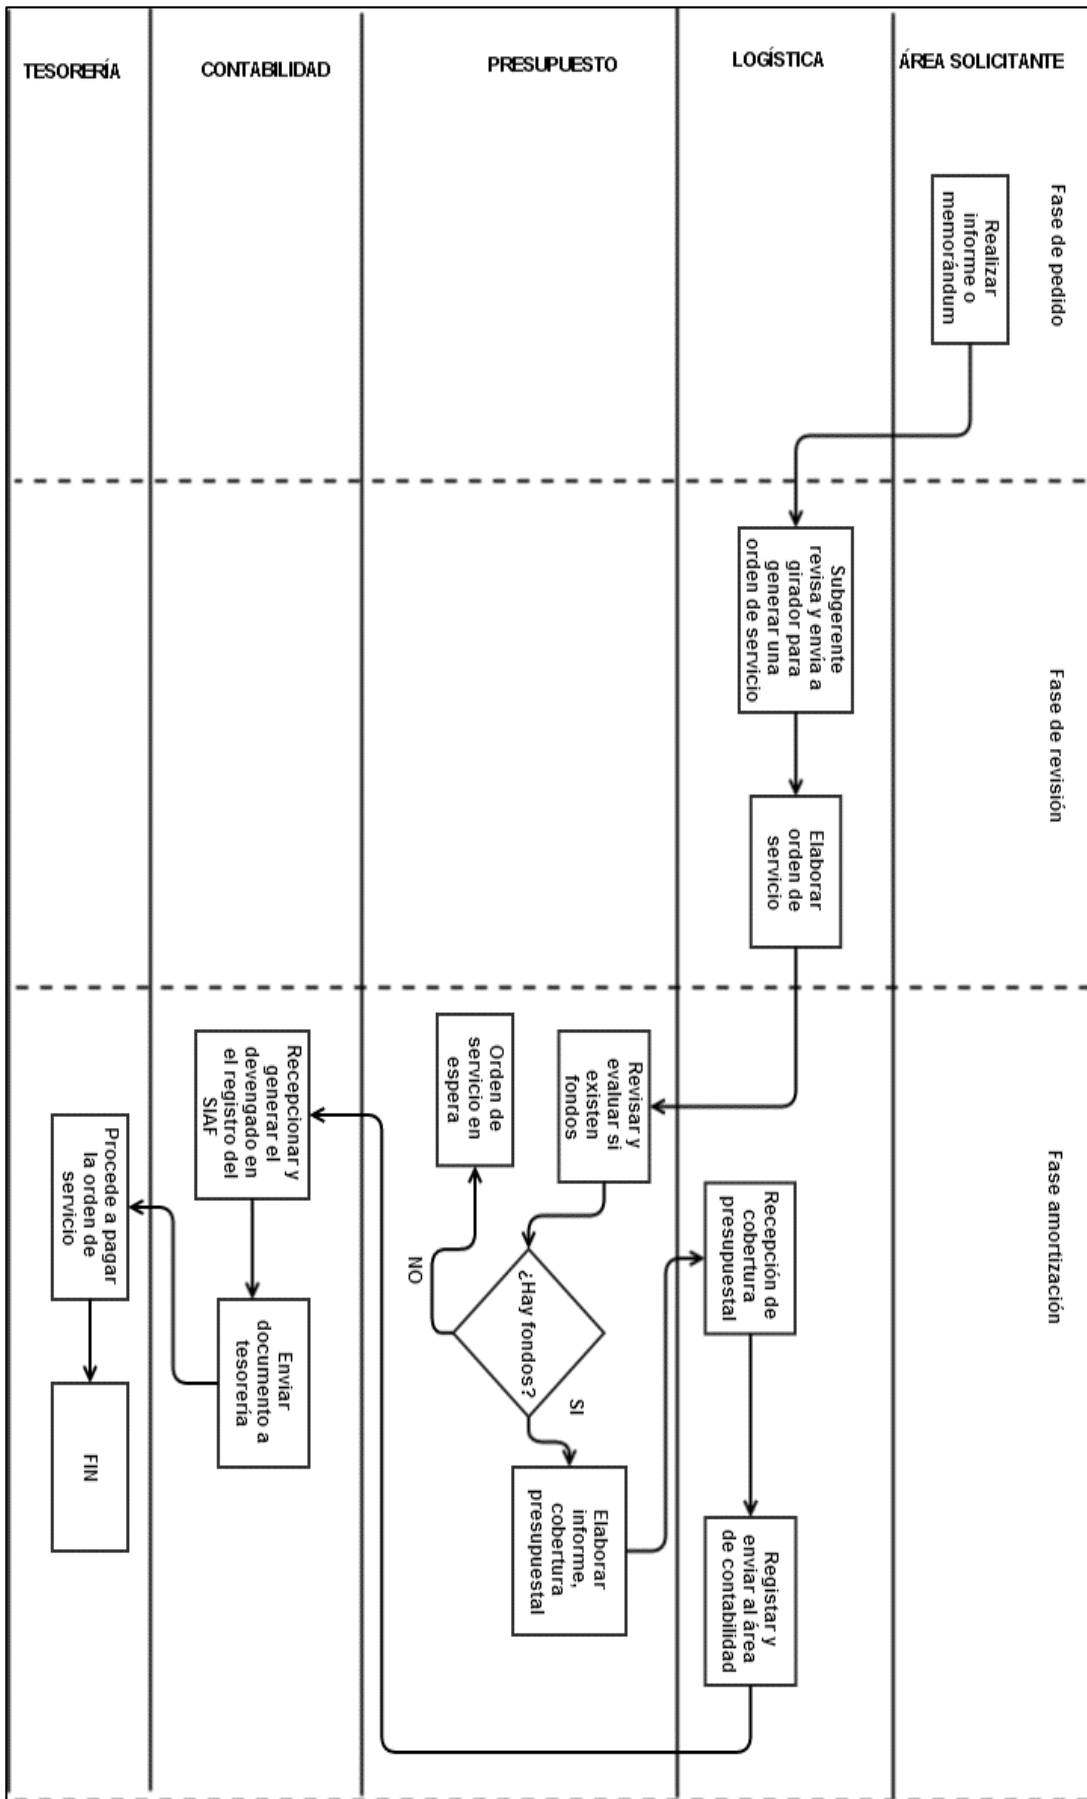 TESORERÍA
CONTABILIDAD
PRESUPUESTO
LOGÍSTICA
ÁREA SOLICITANTE
Fase de pedido
Realizar
informe o
memorándum
Fase de revisión
Subgerente
revisa y envia a
girador para
generar una
orden de servicio
Elaborar
orden de
servicio
Fase amortización
Revisar y
evaluar si
existen
fondos
Orden de
servicio en
espera
¿Hay fondos?
NO
SI
Elaborar
informe,
cobertura
presupuestal
Recepción de
cobertura
presupuestal
Registar y
enviar al área
de contabilidad
Recepcionar y
generar el
devengado en
el registro del
SIAF
Enviar
documento a
tesorería
Procede a pagar
la orden de
servicio
FIN